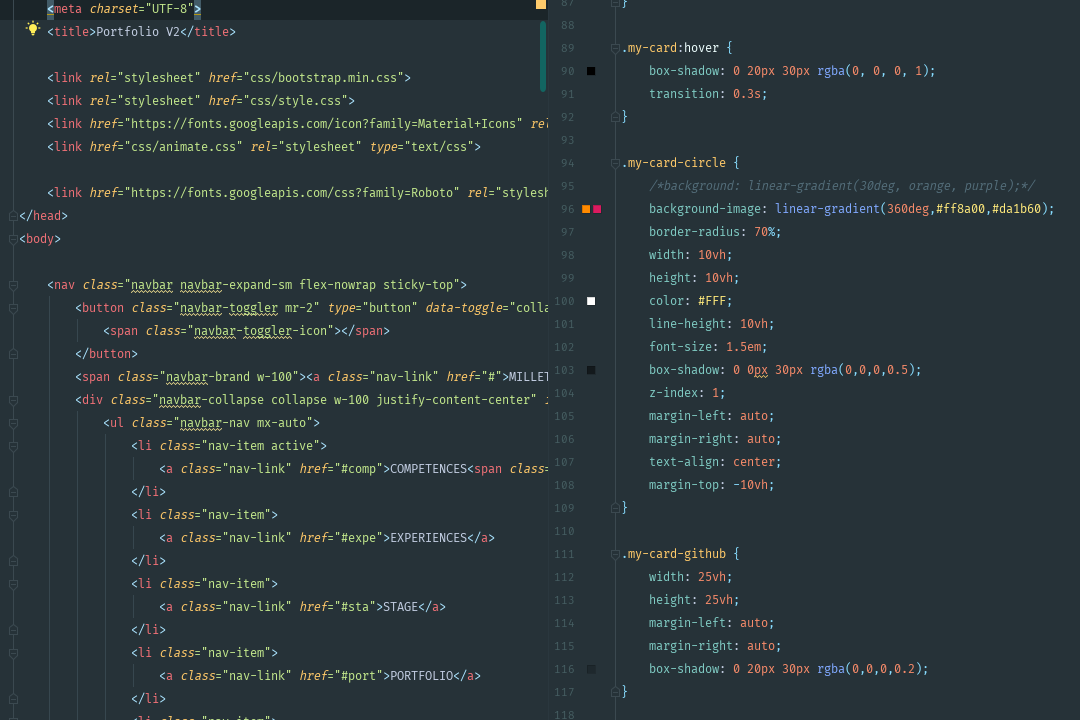 <meta charset="UTF-8">
<title>Portfolio V2</title>
<link rel="stylesheet" href="css/bootstrap.min.css">
<link rel="stylesheet" href="css/style.css">
<link href="https://fonts.googleapis.com/icon?family=Material+Icons" rel
<link href="css/animate.css" rel="stylesheet" type="text/css">
<link href="https://fonts.googleapis.com/css?family=Roboto" rel="stylesh
</head>
<body>
<nav class="navbar navbar-expand-sm flex-nowrap sticky-top">
<button class="navbar-toggler mr-2" type="button" data-toggle="colla
<span class="navbar-toggler-icon"></span>
</button>
<span class="navbar-brand w-100"><a class="nav-link" href="#">MILLET
<div class="navbar-collapse collapse w-100 justify-content-center"
<ul class="navbar-nav mx-auto">
<li class="nav-item active">
<a class="nav-link" href="#comp">COMPETENCES<span class=
</li>
<li class="nav-item">
<a class="nav-link" href="#expe">EXPERIENCES</a>
</li>
<li class="nav-item">
<a class="nav-link" href="#sta">STAGE</a>
</li>
<li class="nav-item">
<a class="nav-link" href="#port">PORTFOLIO</a>
</li>
<li class="nav-item">
87 }
88
89 .my-card:hover {
90 box-shadow: 0 20px 30px rgba(0, 0, 0, 1);
91 transition: 0.3s;
92 }
93
94 .my-card-circle {
95 /*background: linear-gradient(30deg, orange, purple);*/
96 background-image: linear-gradient(360deg,#ff8a00,#da1b60);
97 border-radius: 70%;
98 width: 10vh;
99 height: 10vh;
100 color: #FFF;
101 line-height: 10vh;
102 font-size: 1.5em;
103 box-shadow: 0 0px 30px rgba(0,0,0,0.5);
104 z-index: 1;
105 margin-left: auto;
106 margin-right: auto;
107 text-align: center;
108 margin-top: -10vh;
109 }
110
111 .my-card-github {
112 width: 25vh;
113 height: 25vh;
114 margin-left: auto;
115 margin-right: auto;
116 box-shadow: 0 20px 30px rgba(0,0,0,0.2);
117 }
118